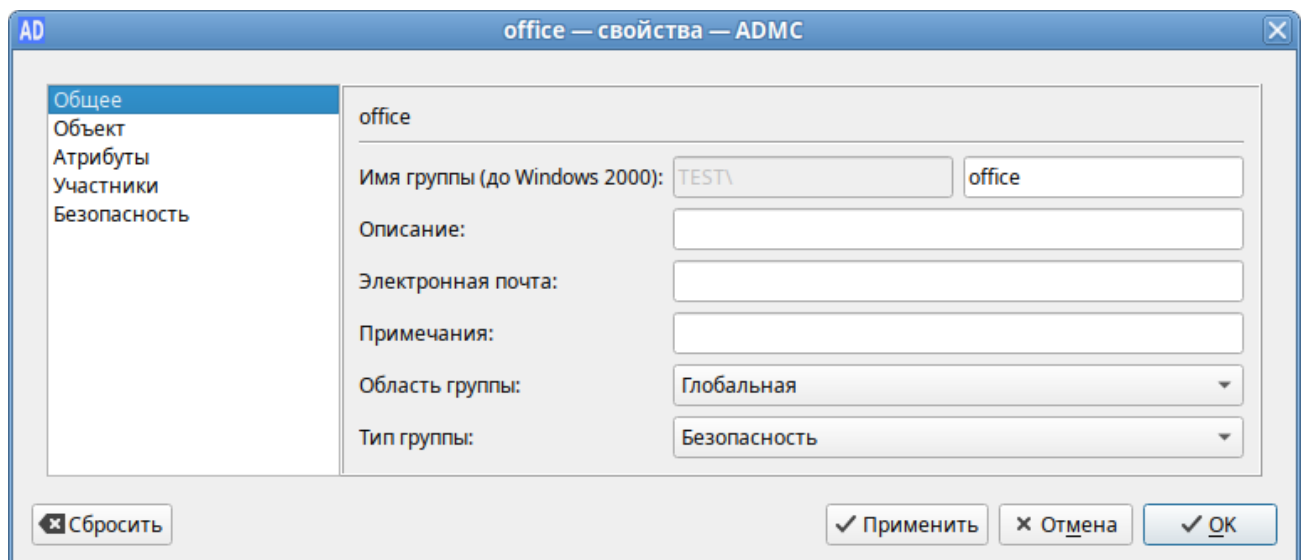 AD office — свойства — ADMC
Общее
Объект
Атрибуты
Участники
Безопасность
office
Имя группы (до Windows 2000): TEST\ office
Описание:
Электронная почта:
Примечания:
Область группы: Глобальная
Тип группы: Безопасность
Сбросить Применить Отмена OK